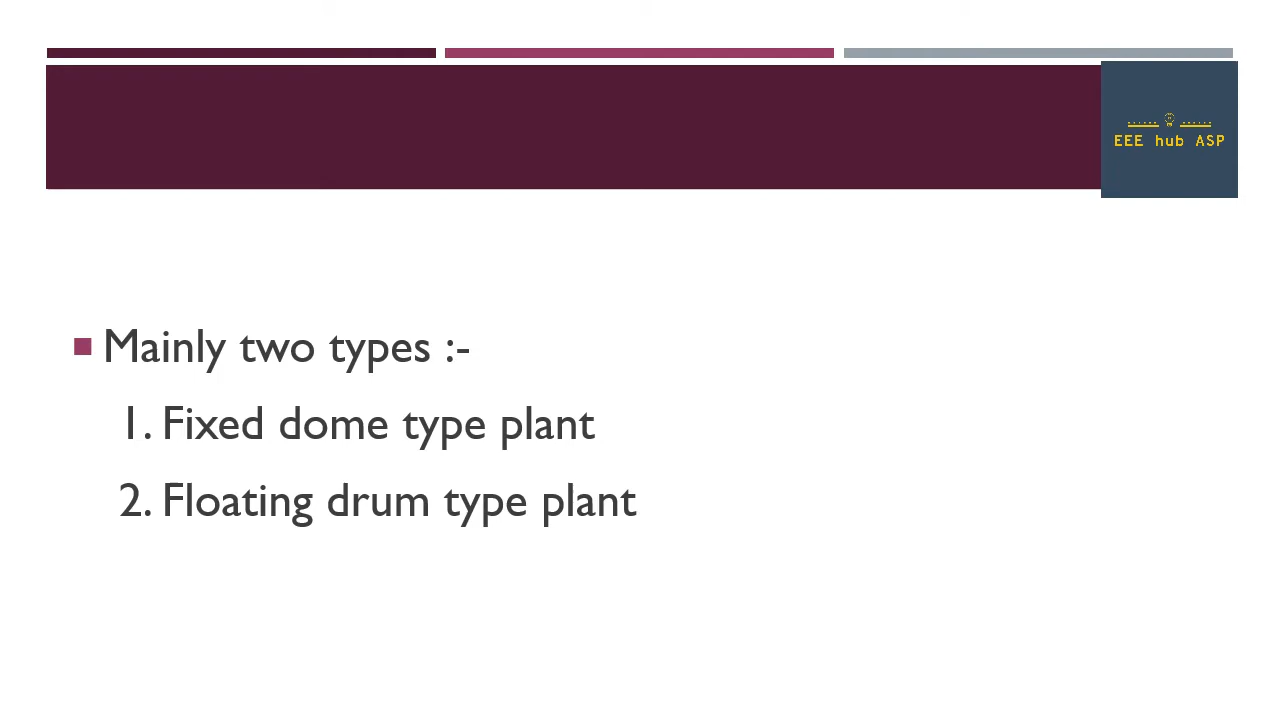 EEE hub ASP
Mainly two types :-
1. Fixed dome type plant
2. Floating drum type plant